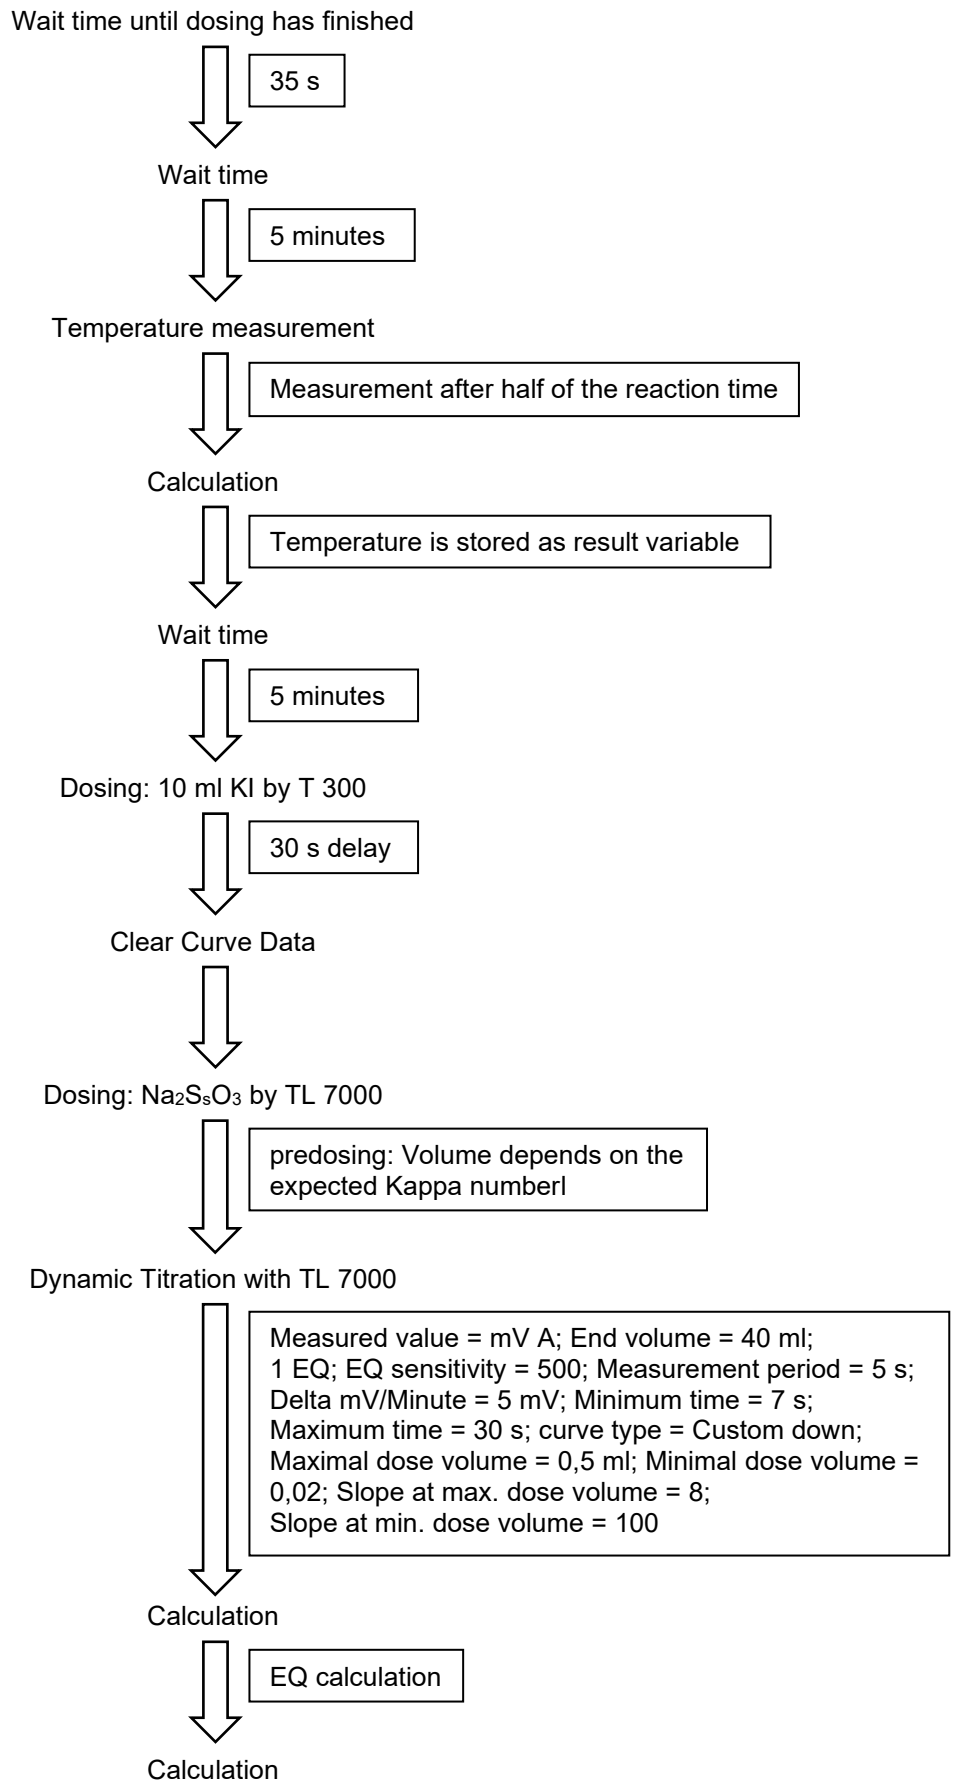 Wait time until dosing has finished
35 s
Wait time
5 minutes
Temperature measurement
Measurement after half of the reaction time
Calculation
Temperature is stored as result variable
Wait time
5 minutes
Dosing: 10 ml KI by T 300
30 s delay
Clear Curve Data
Dosing: Na₂SₛO₃ by TL 7000
predosing: Volume depends on the
expected Kappa numberl
Dynamic Titration with TL 7000
Measured value = mV A; End volume = 40 ml;
1 EQ; EQ sensitivity = 500; Measurement period = 5 s;
Delta mV/Minute = 5 mV; Minimum time = 7 s;
Maximum time = 30 s; curve type = Custom down;
Maximal dose volume = 0,5 ml; Minimal dose volume =
0,02; Slope at max. dose volume = 8;
Slope at min. dose volume = 100
Calculation
EQ calculation
Calculation